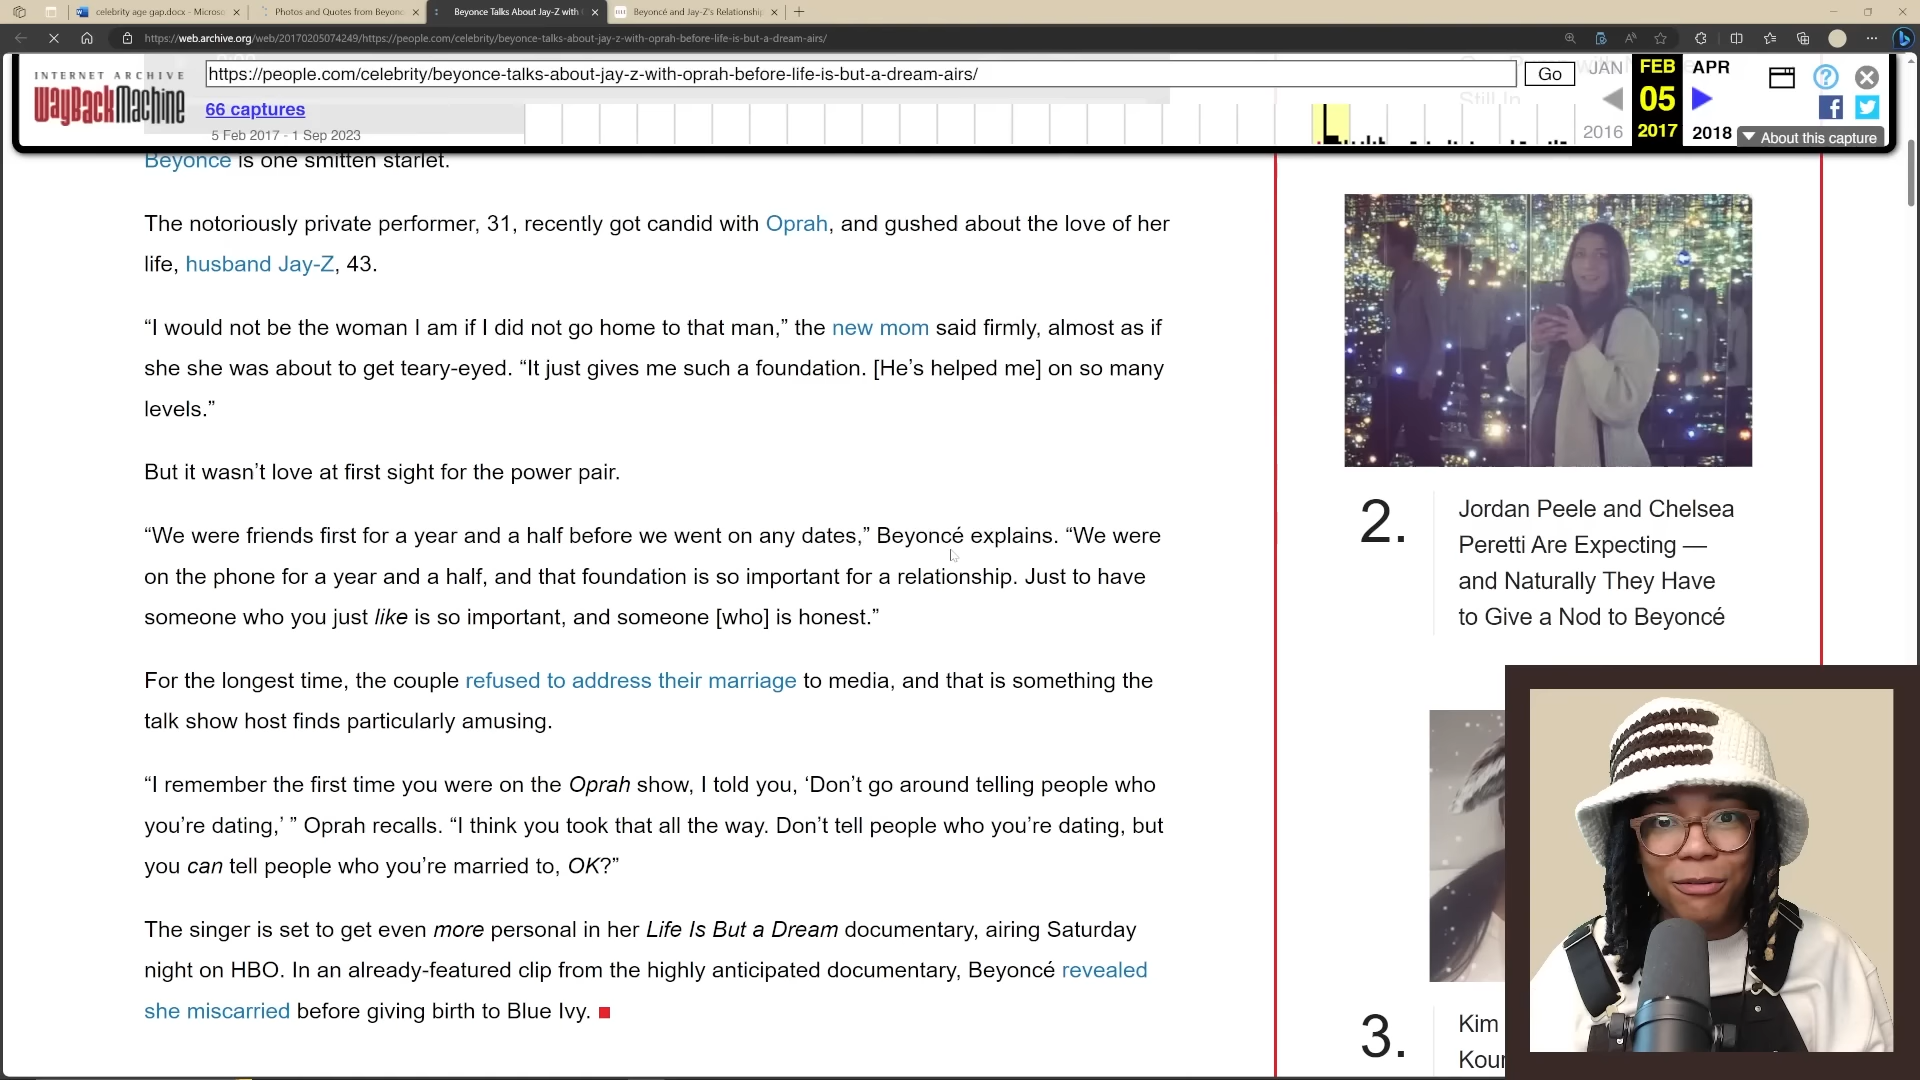 celebrity age gap.docx - Microso
Photos and Quotes from Beyonc
Beyonce Talks About Jay-Z with
Beyoncé and Jay-Z's Relationship
https://web.archive.org/web/20170205074249/https://people.com/celebrity/beyonce-talks-about-jay-z-with-oprah-before-life-is-but-a-dream-airs/
INTERNET ARCHIVE
WayBackMachine
https://people.com/celebrity/beyonce-talks-about-jay-z-with-oprah-before-life-is-but-a-dream-airs/
Go
JAN FEB APR
66 captures
05
5 Feb 2017 - 1 Sep 2023
2016 2017 2018
About this capture
Still In
Beyoncé is one smitten starlet.
The notoriously private performer, 31, recently got candid with Oprah, and gushed about the love of her
life, husband Jay-Z, 43.
“I would not be the woman I am if I did not go home to that man,” the new mom said firmly, almost as if
she she was about to get teary-eyed. “It just gives me such a foundation. [He’s helped me] on so many
levels.”
But it wasn’t love at first sight for the power pair.
“We were friends first for a year and a half before we went on any dates,” Beyoncé explains. “We were
on the phone for a year and a half, and that foundation is so important for a relationship. Just to have
someone who you just like is so important, and someone [who] is honest.”
For the longest time, the couple refused to address their marriage to media, and that is something the
talk show host finds particularly amusing.
“I remember the first time you were on the Oprah show, I told you, ‘Don’t go around telling people who
you’re dating,’ ” Oprah recalls. “I think you took that all the way. Don’t tell people who you’re dating, but
you can tell people who you’re married to, OK?”
The singer is set to get even more personal in her Life Is But a Dream documentary, airing Saturday
night on HBO. In an already-featured clip from the highly anticipated documentary, Beyoncé revealed
she miscarried before giving birth to Blue Ivy.
2.
Jordan Peele and Chelsea
Peretti Are Expecting —
and Naturally They Have
to Give a Nod to Beyoncé
3.
Kim
Kour